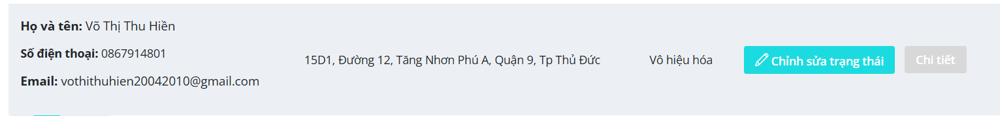 Họ và tên: Võ Thị Thu Hiền
Số điện thoại: 0867914801
Email: vothithuhien20042010@gmail.com
15D1, Đường 12, Tăng Nhơn Phú A, Quận 9, Tp Thủ Đức
Vô hiệu hóa
Chỉnh sửa trạng thái
Chi tiết